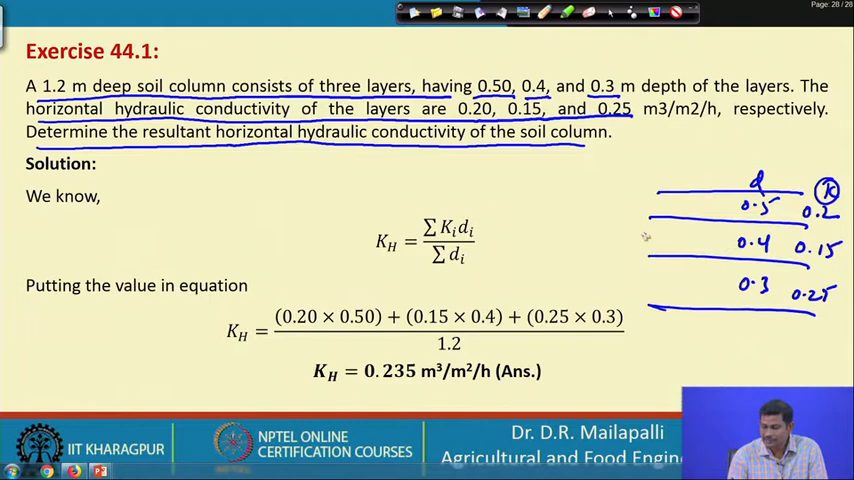 Page: 28 / 28
Exercise 44.1:
A 1.2 m deep soil column consists of three layers, having 0.50, 0.4, and 0.3 m depth of the layers. The
horizontal hydraulic conductivity of the layers are 0.20, 0.15, and 0.25 m3/m2/h, respectively.
Determine the resultant horizontal hydraulic conductivity of the soil column.
Solution:
We know,
K_H = ∑ K_i d_i / ∑ d_i
d K
0.5 0.2
0.4 0.15
0.3 0.25
Putting the value in equation
K_H = (0.20 × 0.50) + (0.15 × 0.4) + (0.25 × 0.3) / 1.2
K_H = 0.235 m³/m²/h (Ans.)
IIT KHARAGPUR
NPTEL ONLINE
CERTIFICATION COURSES
Dr. D.R. Mailapalli
Agricultural and Food Engine